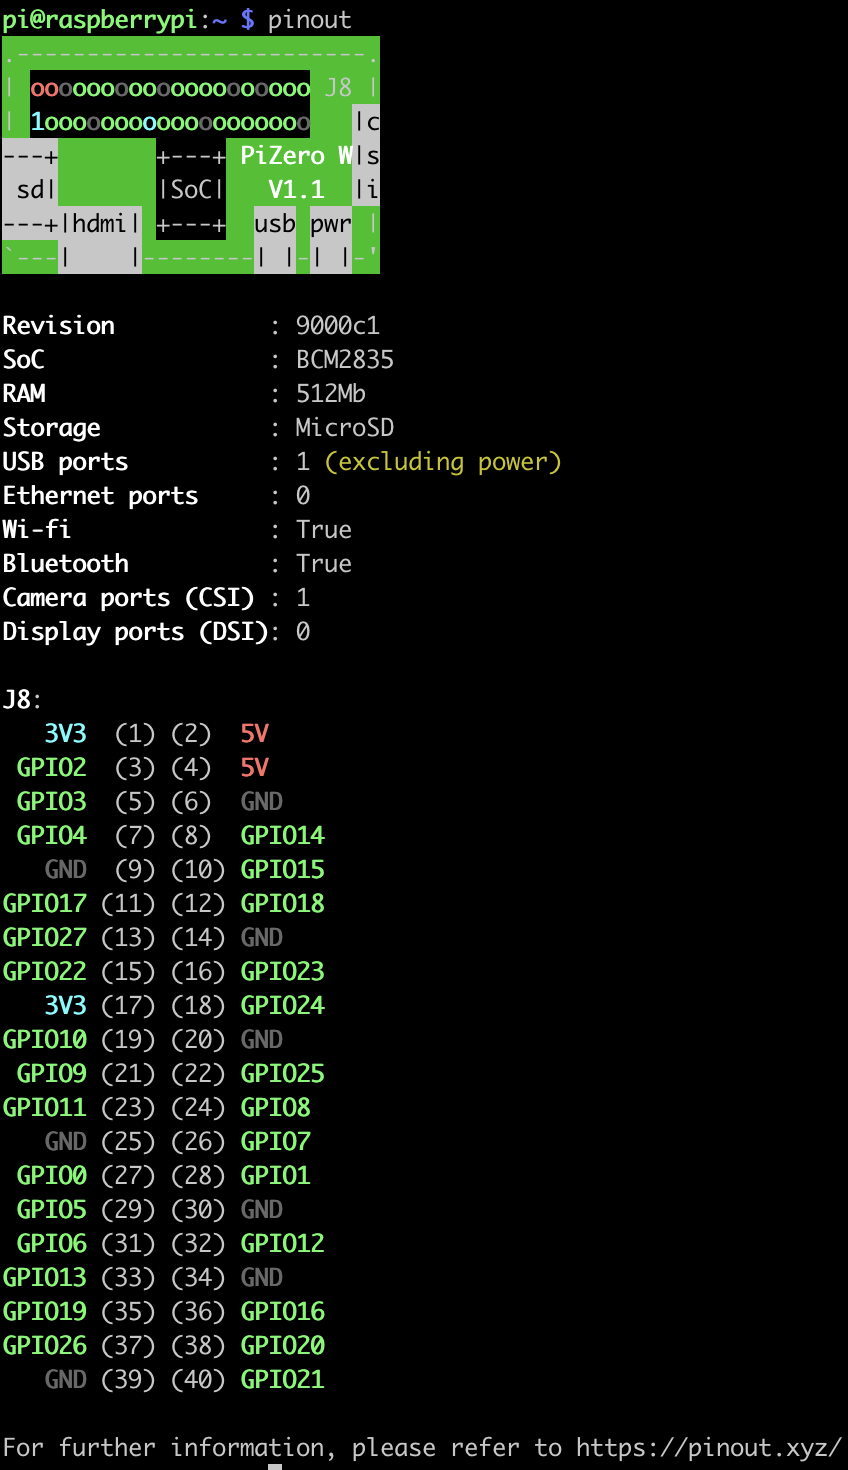 pi@raspberrypi:~ $ pinout
.-------------------------.
| oooooooooooooooooooo J8 |
| 1ooooooooooooooooooo   |c
---+       +---+ PiZero W|s
 sd|       |SoC|   V1.1  |i
---+|hdmi| +---+  usb pwr |
`---|    |--------| |-| |-'

Revision           : 9000c1
SoC                : BCM2835
RAM                : 512Mb
Storage            : MicroSD
USB ports          : 1 (excluding power)
Ethernet ports     : 0
Wi-fi              : True
Bluetooth          : True
Camera ports (CSI) : 1
Display ports (DSI): 0

J8:
   3V3  (1) (2)  5V
 GPIO2  (3) (4)  5V
 GPIO3  (5) (6)  GND
 GPIO4  (7) (8)  GPIO14
   GND  (9) (10) GPIO15
GPIO17 (11) (12) GPIO18
GPIO27 (13) (14) GND
GPIO22 (15) (16) GPIO23
   3V3 (17) (18) GPIO24
GPIO10 (19) (20) GND
 GPIO9 (21) (22) GPIO25
GPIO11 (23) (24) GPIO8
   GND (25) (26) GPIO7
 GPIO0 (27) (28) GPIO1
 GPIO5 (29) (30) GND
 GPIO6 (31) (32) GPIO12
GPIO13 (33) (34) GND
GPIO19 (35) (36) GPIO16
GPIO26 (37) (38) GPIO20
   GND (39) (40) GPIO21

For further information, please refer to https://pinout.xyz/